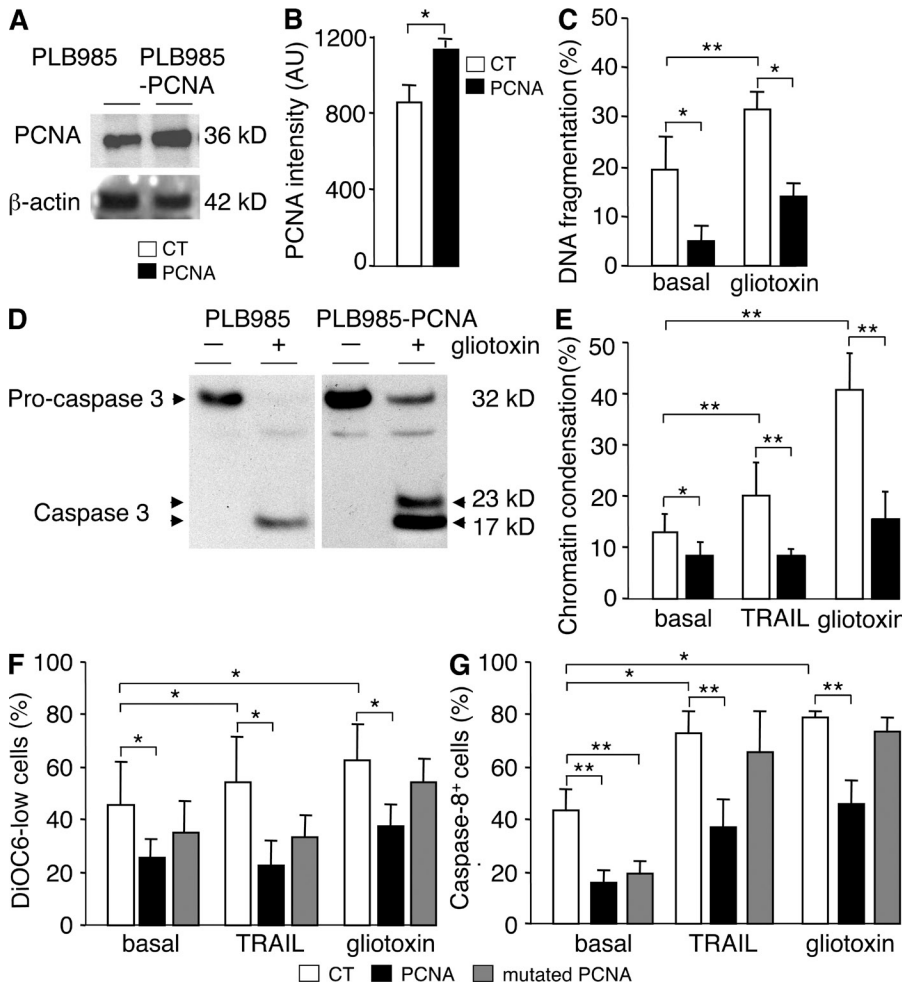 A
PLB985 PLB985
-PCNA
PCNA 36 kD
β-actin 42 kD
CT
PCNA
B
PCNA intensity (AU)
1200
800
400
0
*
CT
PCNA
C
DNA fragmentation (%)
50
40
30
20
10
0
**
*
*
basal gliotoxin
D
PLB985 PLB985-PCNA
— + — + gliotoxin
Pro-caspase 3 32 kD
23 kD
Caspase 3
17 kD
E
Chromatin condensation(%)
50
40
30
20
10
0
**
**
**
**
*
basal TRAIL gliotoxin
F
DiOC6-low cells (%)
100
80
60
40
20
0
*
*
*
*
*
basal TRAIL gliotoxin
G
Caspase-8+ cells (%)
100
80
60
40
20
0
*
*
**
**
**
**
basal TRAIL gliotoxin
CT PCNA mutated PCNA